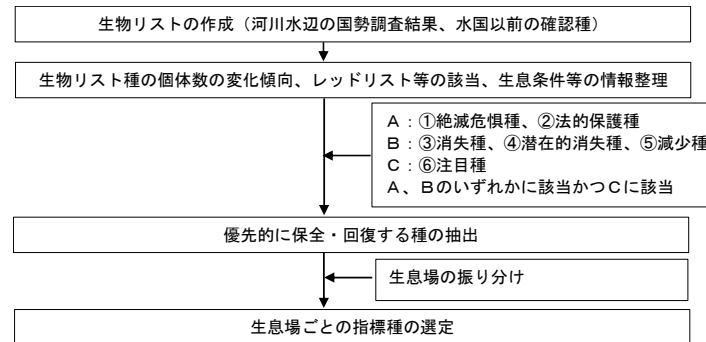 生物リストの作成（河川水辺の国勢調査結果、水国以前の確認種）
生物リスト種の個体数の変化傾向、レッドリスト等の該当、生息条件等の情報整理
A：①絶滅危惧種、②法的保護種
B：③消失種、④潜在的消失種、⑤減少種
C：⑥注目種
A、Bのいずれかに該当かつCに該当
優先的に保全・回復する種の抽出
生息場の振り分け
生息場ごとの指標種の選定